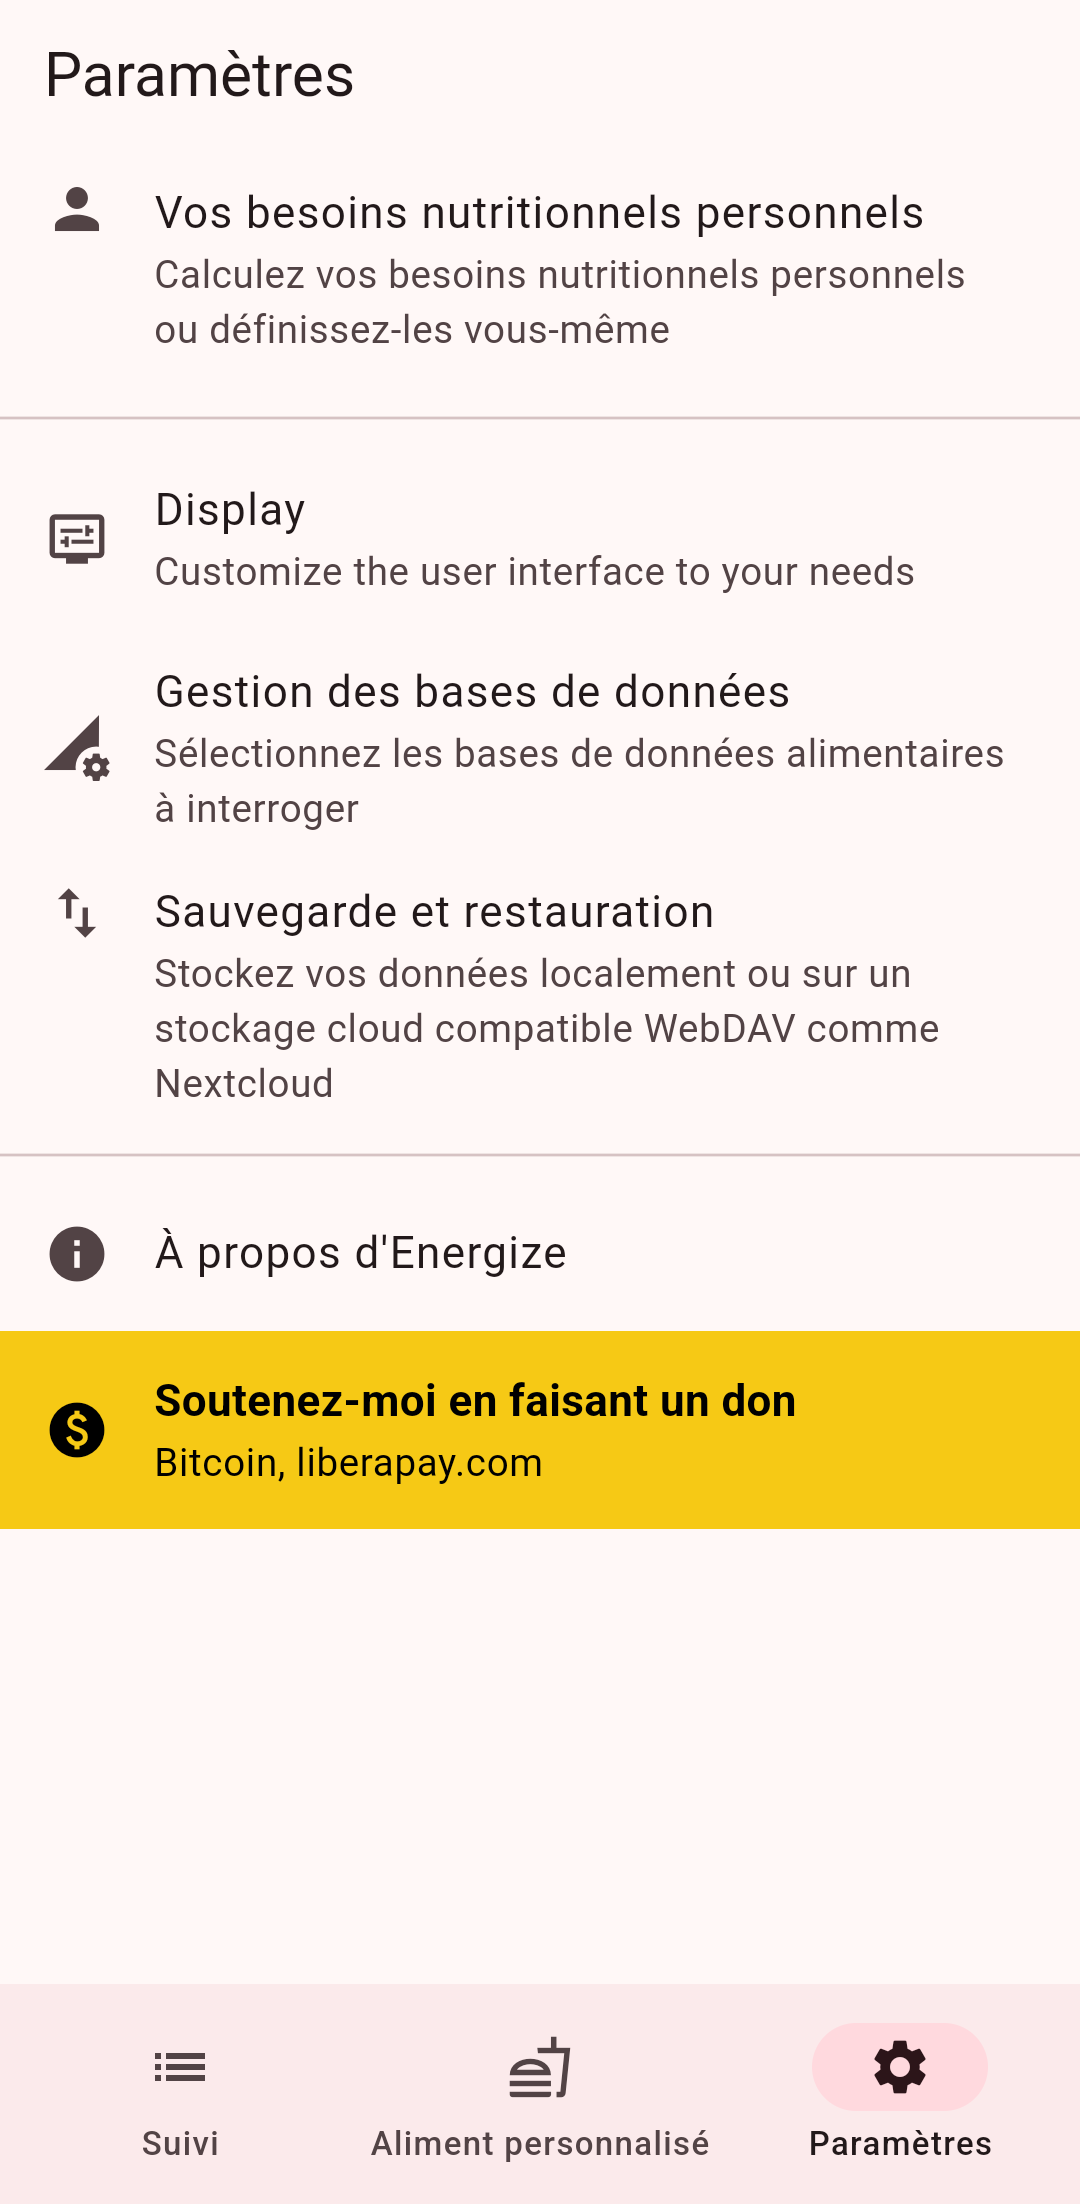 Paramètres
Vos besoins nutritionnels personnels
Calculez vos besoins nutritionnels personnels
ou définissez-les vous-même
Display
Customize the user interface to your needs
Gestion des bases de données
Sélectionnez les bases de données alimentaires
à interroger
Sauvegarde et restauration
Stockez vos données localement ou sur un
stockage cloud compatible WebDAV comme
Nextcloud
À propos d'Energize
Soutenez-moi en faisant un don
Bitcoin, liberapay.com
Suivi
Aliment personnalisé
Paramètres